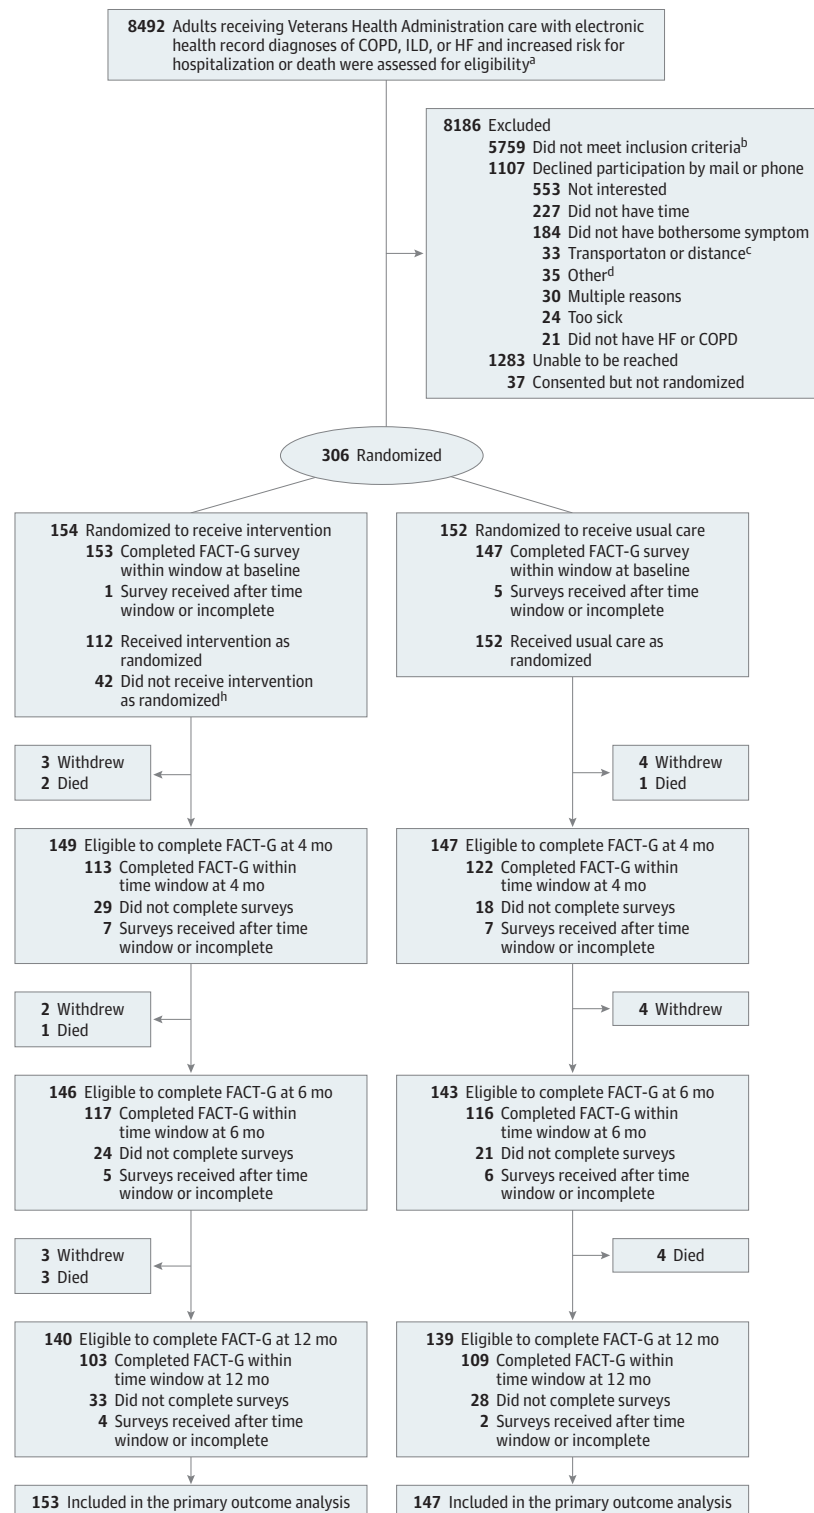 8492 Adults receiving Veterans Health Administration care with electronic
health record diagnoses of COPD, ILD, or HF and increased risk for
hospitalization or death were assessed for eligibilityᵃ
8186 Excluded
5759 Did not meet inclusion criteriaᵇ
1107 Declined participation by mail or phone
553 Not interested
227 Did not have time
184 Did not have bothersome symptom
33 Transportaton or distanceᶜ
35 Otherᵈ
30 Multiple reasons
24 Too sick
21 Did not have HF or COPD
1283 Unable to be reached
37 Consented but not randomized
306 Randomized
154 Randomized to receive intervention
153 Completed FACT-G survey
within window at baseline
1 Survey received after time
window or incomplete
112 Received intervention as
randomized
42 Did not receive intervention
as randomizedʰ
152 Randomized to receive usual care
147 Completed FACT-G survey
within window at baseline
5 Surveys received after time
window or incomplete
152 Received usual care as
randomized
3 Withdrew
2 Died
4 Withdrew
1 Died
149 Eligible to complete FACT-G at 4 mo
113 Completed FACT-G within
time window at 4 mo
29 Did not complete surveys
7 Surveys received after time
window or incomplete
147 Eligible to complete FACT-G at 4 mo
122 Completed FACT-G within
time window at 4 mo
18 Did not complete surveys
7 Surveys received after time
window or incomplete
2 Withdrew
1 Died
4 Withdrew
146 Eligible to complete FACT-G at 6 mo
117 Completed FACT-G within
time window at 6 mo
24 Did not complete surveys
5 Surveys received after time
window or incomplete
143 Eligible to complete FACT-G at 6 mo
116 Completed FACT-G within
time window at 6 mo
21 Did not complete surveys
6 Surveys received after time
window or incomplete
3 Withdrew
3 Died
4 Died
140 Eligible to complete FACT-G at 12 mo
103 Completed FACT-G within
time window at 12 mo
33 Did not complete surveys
4 Surveys received after time
window or incomplete
139 Eligible to complete FACT-G at 12 mo
109 Completed FACT-G within
time window at 12 mo
28 Did not complete surveys
2 Surveys received after time
window or incomplete
153 Included in the primary outcome analysis
147 Included in the primary outcome analysis